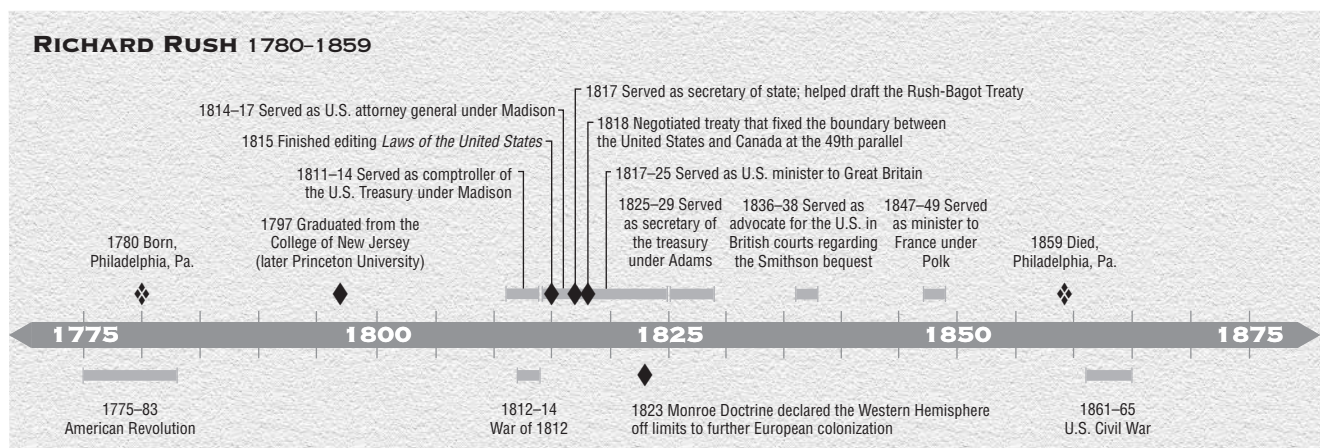 RICHARD RUSH 1780–1859
1817 Served as secretary of state; helped draft the Rush-Bagot Treaty
1814–17 Served as U.S. attorney general under Madison
1818 Negotiated treaty that fixed the boundary between
the United States and Canada at the 49th parallel
1815 Finished editing Laws of the United States
1811–14 Served as comptroller of
the U.S. Treasury under Madison
1817–25 Served as U.S. minister to Great Britain
1825–29 Served
as secretary of
the treasury
under Adams
1836–38 Served as
advocate for the U.S. in
British courts regarding
the Smithson bequest
1847–49 Served
as minister to
France under
Polk
1797 Graduated from the
College of New Jersey
(later Princeton University)
1780 Born,
Philadelphia, Pa.
1859 Died,
Philadelphia, Pa.
1775 1800 1825 1850 1875
1775–83
American Revolution
1812–14
War of 1812
1823 Monroe Doctrine declared the Western Hemisphere
off limits to further European colonization
1861–65
U.S. Civil War